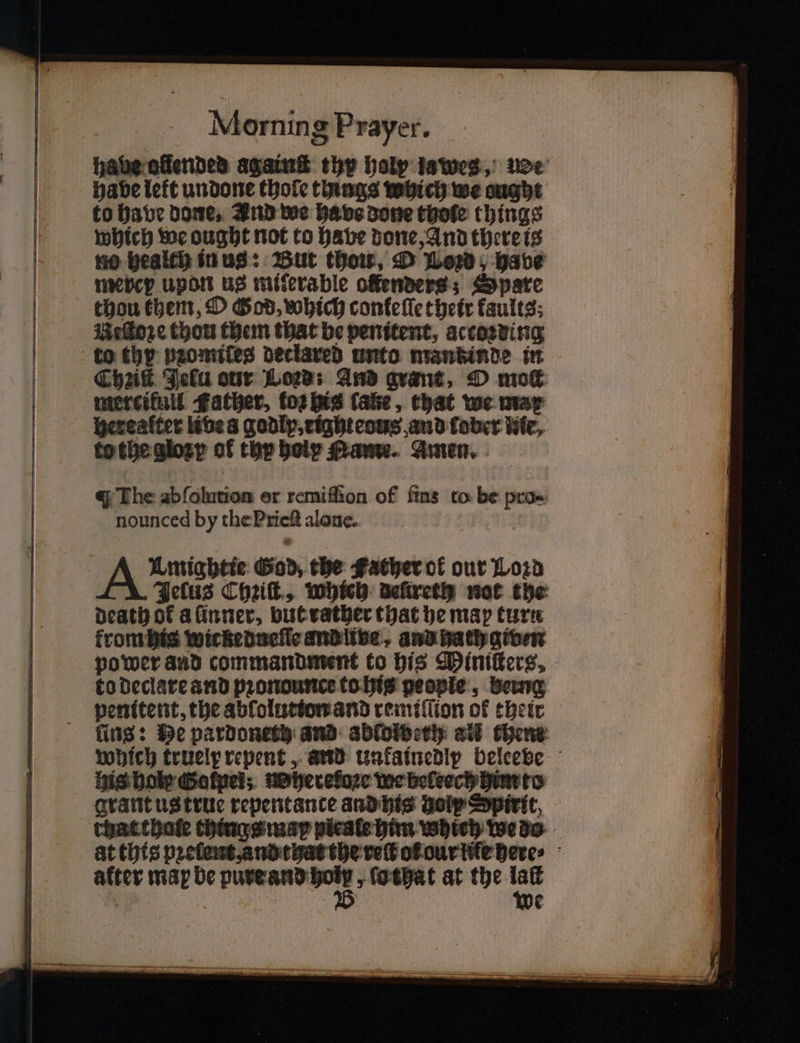 Morning Prayer.
have offended against thy holy lawes, we
have left undone those things which we ought
to have done, And we have done those things
which we ought not to have done, And there is
no health in us: But thou, O Lord, have
mercy upon us miserable offenders; Spare
thou them, O God, which confesse their faults;
Restore thou them that be penitent, according
to thy promises declared unto mankinde in
Christ Jesu our Lord: And grant, O most
mercifull Father, for his sake, that we may
hereafter live a godly, righteous, and sober life,
to the glory of thy holy Name. Amen.
¶ The absolution or remission of sins to be pro-
nounced by the Priest alone.
ALmightie God, the Father of our Lord
Jesus Christ, which desireth not the
death of a sinner, but rather that he may turn
from his wickednesse and live, and hath given
power and commandment to his Ministers,
to declare and pronounce to his people, being
penitent, the absolution and remission of their
sins: He pardoneth and absolveth all them
which truely repent, and unfainedly beleeve
his holy Gospel; Wherefore we beseech him to
grant us true repentance and his holy Spirit,
that those things may please him which we do
at this present, and that the rest of our life here-
after may be pure and holy, so that at the last
B we